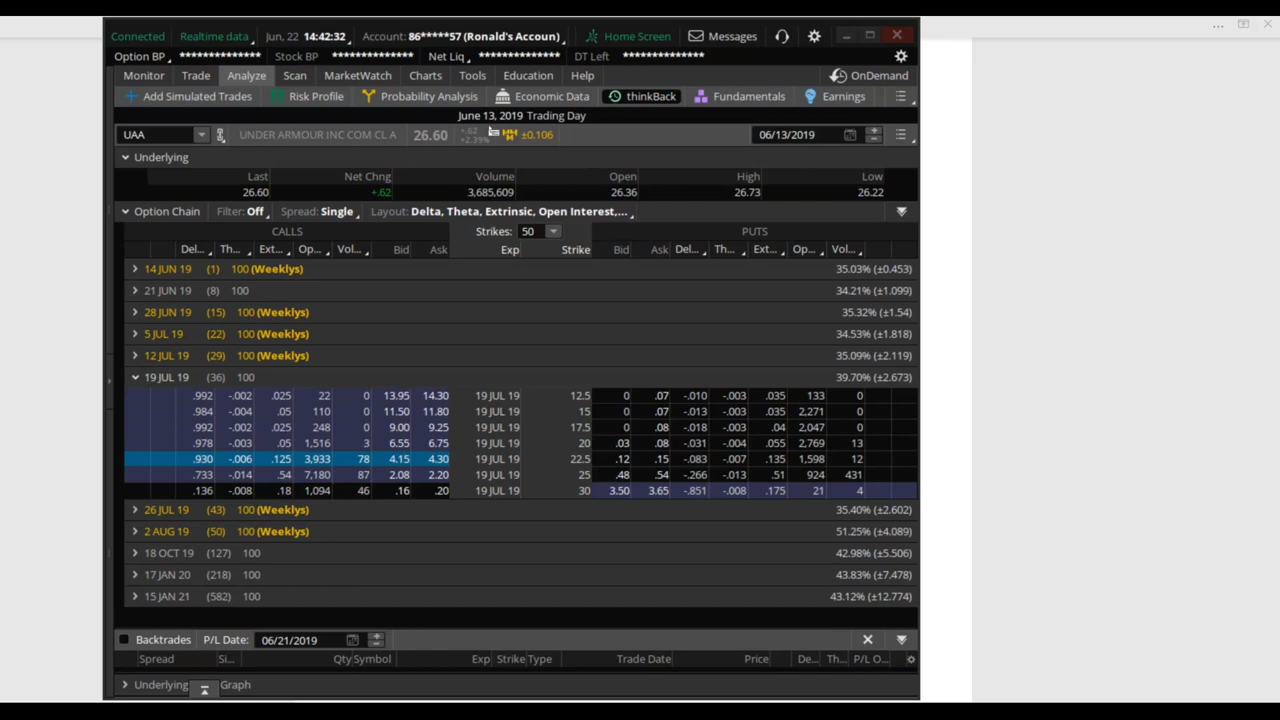 Connected Realtime data Jun, 22 14:42:32 Account: 86*****57 (Ronald's Accoun) Home Screen Messages
Option BP ************** Stock BP ************** Net Liq ************** DT Left **************
Monitor Trade Analyze Scan MarketWatch Charts Tools Education Help OnDemand
Add Simulated Trades Risk Profile Probability Analysis Economic Data thinkBack Fundamentals Earnings
June 13, 2019 Trading Day
UAA UNDER ARMOUR INC COM CL A 26.60 +.62 +2.39% ±0.106 06/13/2019
Underlying
Last Net Chng Volume Open High Low
26.60 +.62 3,685,609 26.36 26.73 26.22
Option Chain Filter: Off Spread: Single Layout: Delta, Theta, Extrinsic, Open Interest,...
CALLS Strikes: 50 PUTS
Del... Th... Ext... Op... Vol... Bid Ask Exp Strike Bid Ask Del... Th... Ext... Op... Vol...
14 JUN 19 (1) 100 (Weeklys) 35.03% (±0.453)
21 JUN 19 (8) 100 34.21% (±1.099)
28 JUN 19 (15) 100 (Weeklys) 35.32% (±1.54)
5 JUL 19 (22) 100 (Weeklys) 34.53% (±1.818)
12 JUL 19 (29) 100 (Weeklys) 35.09% (±2.119)
19 JUL 19 (36) 100 39.70% (±2.673)
.992 -.002 .025 22 0 13.95 14.30 19 JUL 19 12.5 0 .07 -.010 -.003 .035 133 0
.984 -.004 .05 110 0 11.50 11.80 19 JUL 19 15 0 .07 -.013 -.003 .035 2,271 0
.992 -.002 .025 248 0 9.00 9.25 19 JUL 19 17.5 0 .08 -.018 -.003 .04 2,047 0
.978 -.003 .05 1,516 3 6.55 6.75 19 JUL 19 20 .03 .08 -.031 -.004 .055 2,769 13
.930 -.006 .125 3,933 78 4.15 4.30 19 JUL 19 22.5 .12 .15 -.083 -.007 .135 1,598 12
.733 -.014 .54 7,180 87 2.08 2.20 19 JUL 19 25 .48 .54 -.266 -.013 .51 924 431
.136 -.008 .18 1,094 46 .16 .20 19 JUL 19 30 3.50 3.65 -.851 -.008 .175 21 4
26 JUL 19 (43) 100 (Weeklys) 35.40% (±2.602)
2 AUG 19 (50) 100 (Weeklys) 51.25% (±4.089)
18 OCT 19 (127) 100 42.98% (±5.506)
17 JAN 20 (218) 100 43.83% (±7.478)
15 JAN 21 (582) 100 43.12% (±12.774)
Backtrades P/L Date: 06/21/2019
Spread Si... Qty Symbol Exp Strike Type Trade Date Price De... Th... P/L O...
Underlying Graph